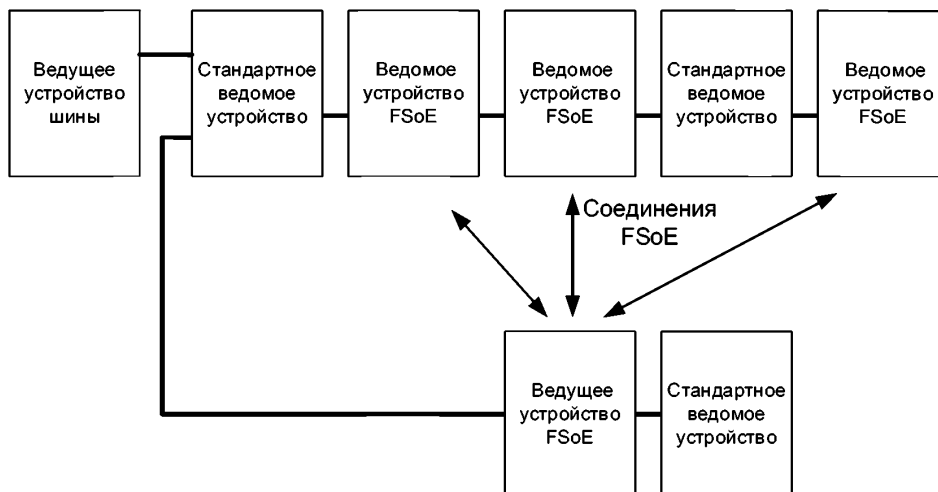 Ведущее
устройство
шины
Стандартное
ведомое
устройство
Ведомое
устройство
FSoE
Ведомое
устройство
FSoE
Стандартное
ведомое
устройство
Ведомое
устройство
FSoE
Соединения
FSoE
Ведущее
устройство
FSoE
Стандартное
ведомое
устройство